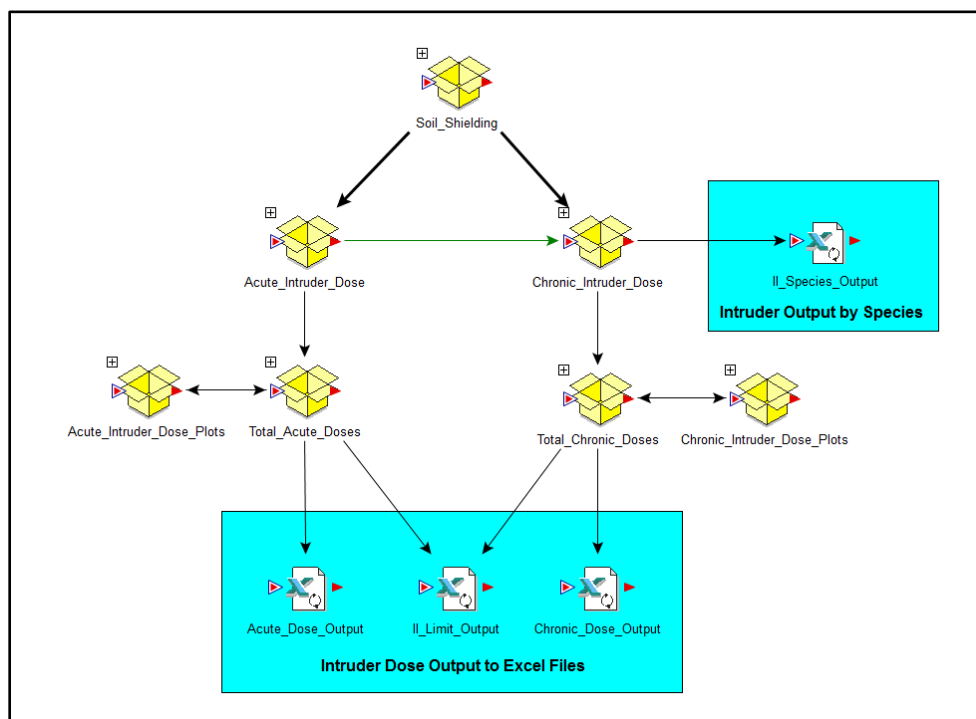 Soil_Shielding
Acute_Intruder_Dose
Chronic_Intruder_Dose
II_Species_Output
Intruder Output by Species
Acute_Intruder_Dose_Plots
Total_Acute_Doses
Total_Chronic_Doses
Chronic_Intruder_Dose_Plots
Acute_Dose_Output
II_Limit_Output
Chronic_Dose_Output
Intruder Dose Output to Excel Files